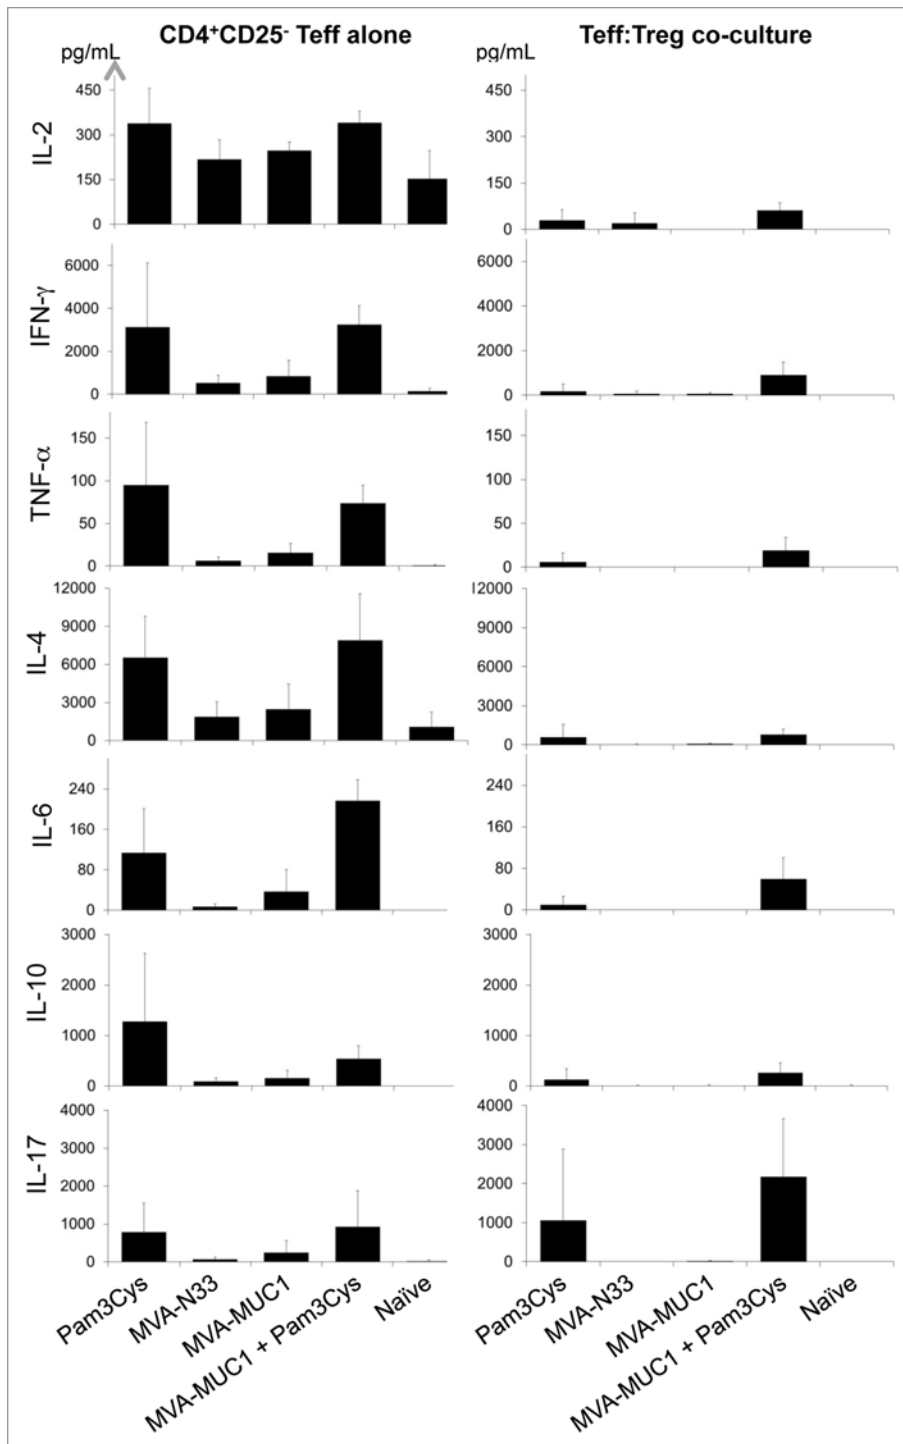 CD4⁺CD25⁻ Teff alone
Teff:Treg co-culture
pg/mL
pg/mL
IL-2
450
300
150
0
450
300
150
0
IFN-γ
6000
4000
2000
0
6000
4000
2000
0
TNF-α
150
100
50
0
150
100
50
0
IL-4
12000
9000
6000
3000
0
12000
9000
6000
3000
0
IL-6
240
160
80
0
240
160
80
0
IL-10
3000
2000
1000
0
3000
2000
1000
0
IL-17
4000
3000
2000
1000
0
4000
3000
2000
1000
0
Pam3Cys
MVA-N33
MVA-MUC1
MVA-MUC1 + Pam3Cys
Naïve
Pam3Cys
MVA-N33
MVA-MUC1
MVA-MUC1 + Pam3Cys
Naïve